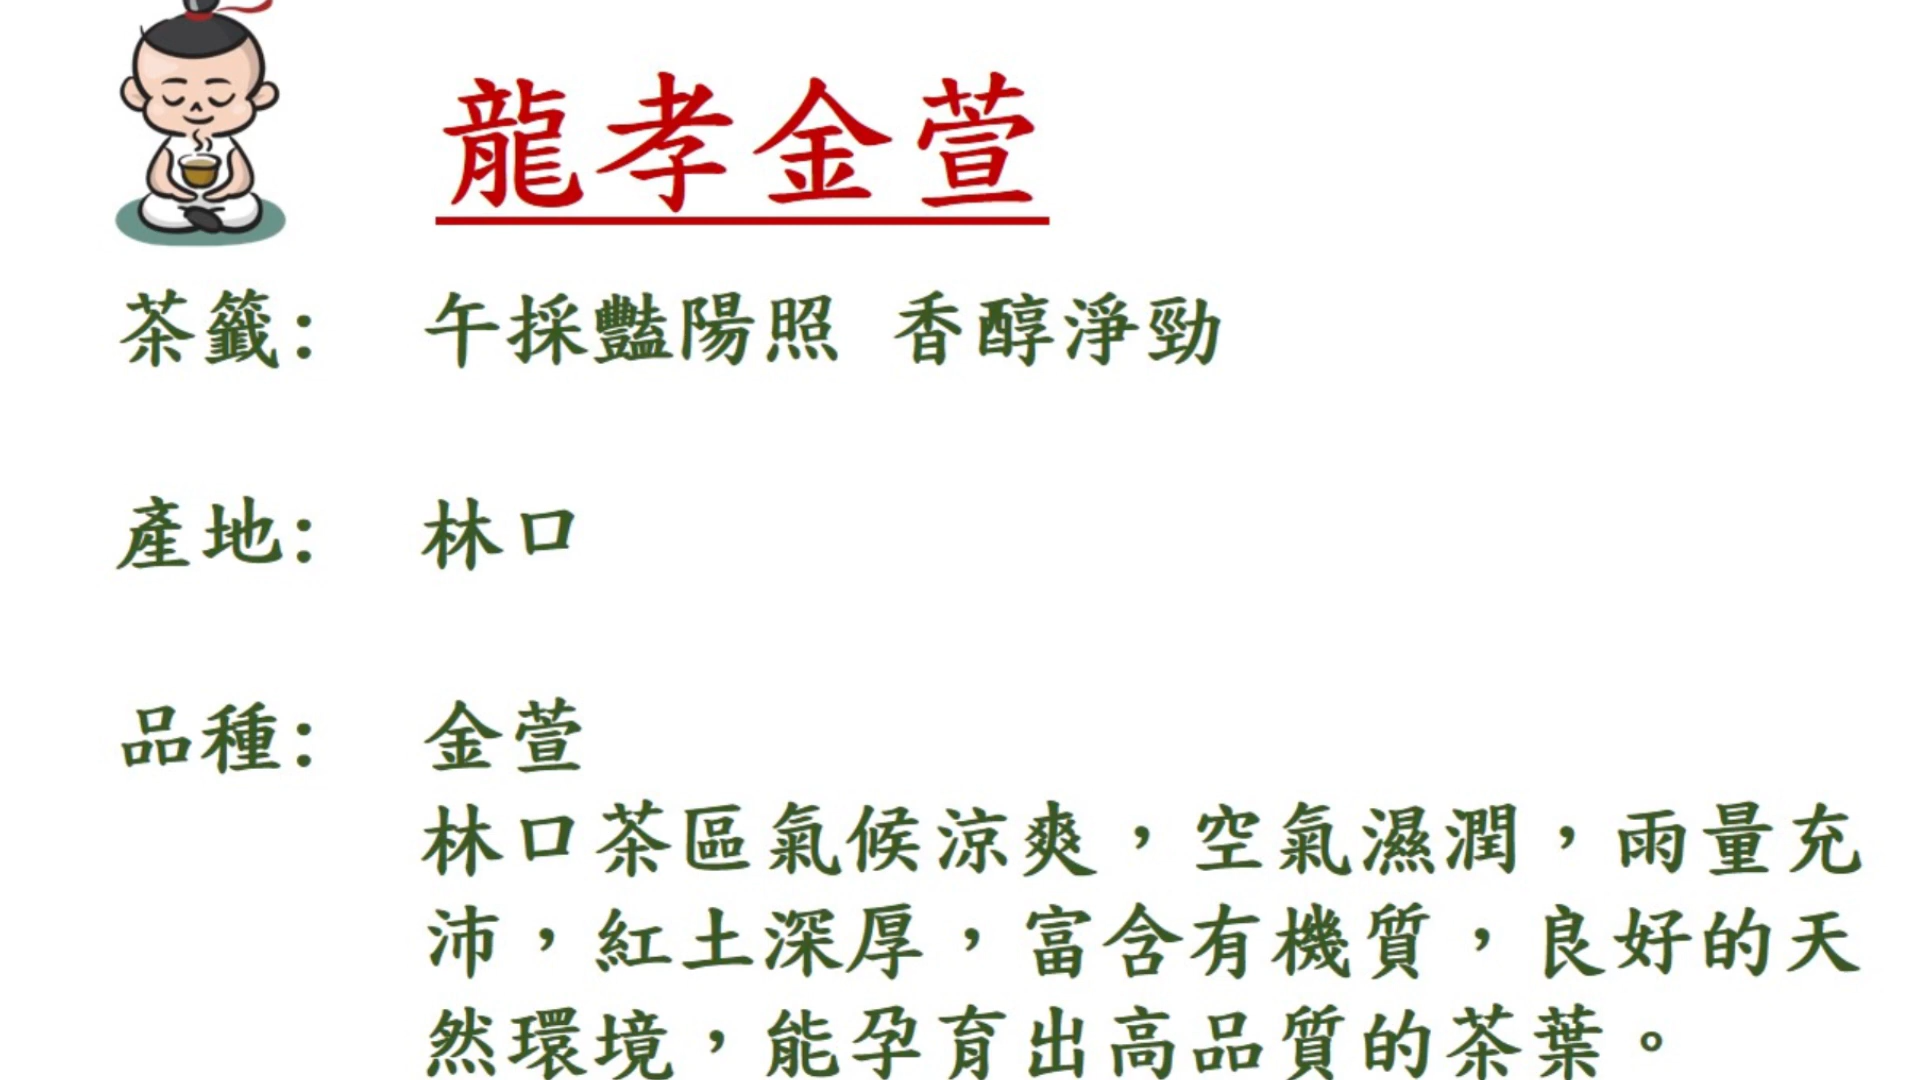 龍孝金萱
茶籤: 午採豔陽照 香醇淨勁
產地: 林口
品種: 金萱
林口茶區氣候涼爽，空氣濕潤，雨量充
沛，紅土深厚，富含有機質，良好的天
然環境，能孕育出高品質的茶葉。